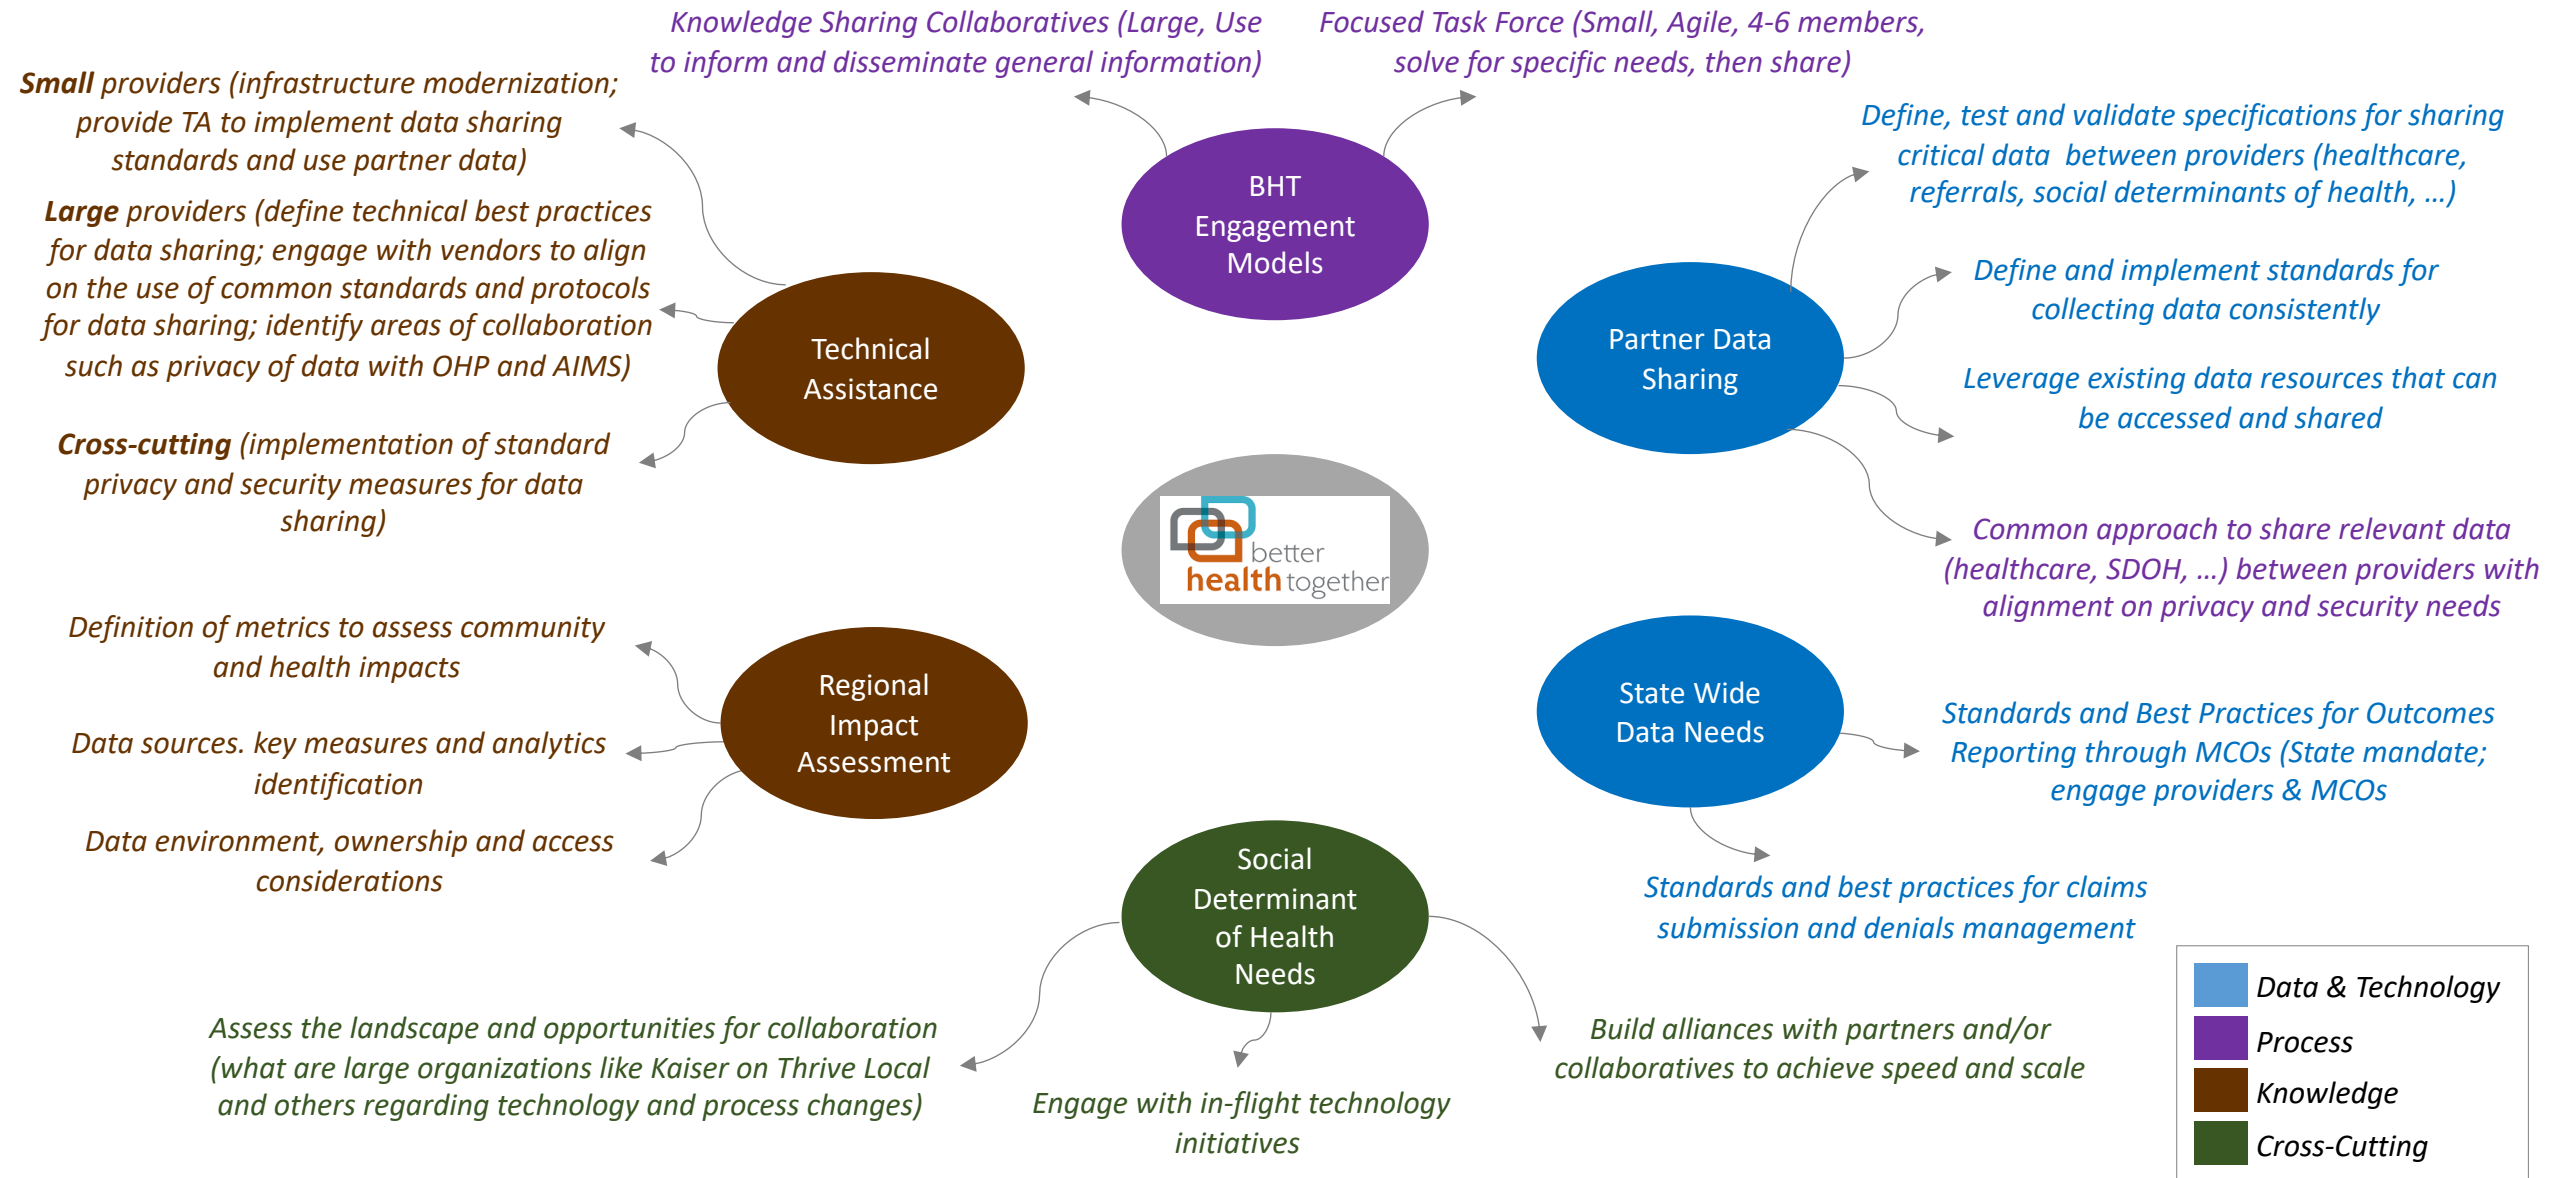 Knowledge Sharing Collaboratives (Large, Use
to inform and disseminate general information)
Focused Task Force (Small, Agile, 4-6 members,
solve for specific needs, then share)
Small providers (infrastructure modernization;
provide TA to implement data sharing
standards and use partner data)
Large providers (define technical best practices
for data sharing; engage with vendors to align
on the use of common standards and protocols
for data sharing; identify areas of collaboration
such as privacy of data with OHP and AIMS)
Cross-cutting (implementation of standard
privacy and security measures for data
sharing)
BHT
Engagement
Models
Technical
Assistance
Partner Data
Sharing
Define, test and validate specifications for sharing
critical data  between providers (healthcare,
referrals, social determinants of health, …)
Define and implement standards for
collecting data consistently
Leverage existing data resources that can
be accessed and shared
Common approach to share relevant data
(healthcare, SDOH, …) between providers with
alignment on privacy and security needs
better
health together
Definition of metrics to assess community
and health impacts
Data sources. key measures and analytics
identification
Data environment, ownership and access
considerations
Regional
Impact
Assessment
State Wide
Data Needs
Standards and Best Practices for Outcomes
Reporting through MCOs (State mandate;
engage providers & MCOs
Standards and best practices for claims
submission and denials management
Social
Determinant
of Health
Needs
Assess the landscape and opportunities for collaboration
(what are large organizations like Kaiser on Thrive Local
and others regarding technology and process changes)
Engage with in-flight technology
initiatives
Build alliances with partners and/or
collaboratives to achieve speed and scale
Data & Technology
Process
Knowledge
Cross-Cutting